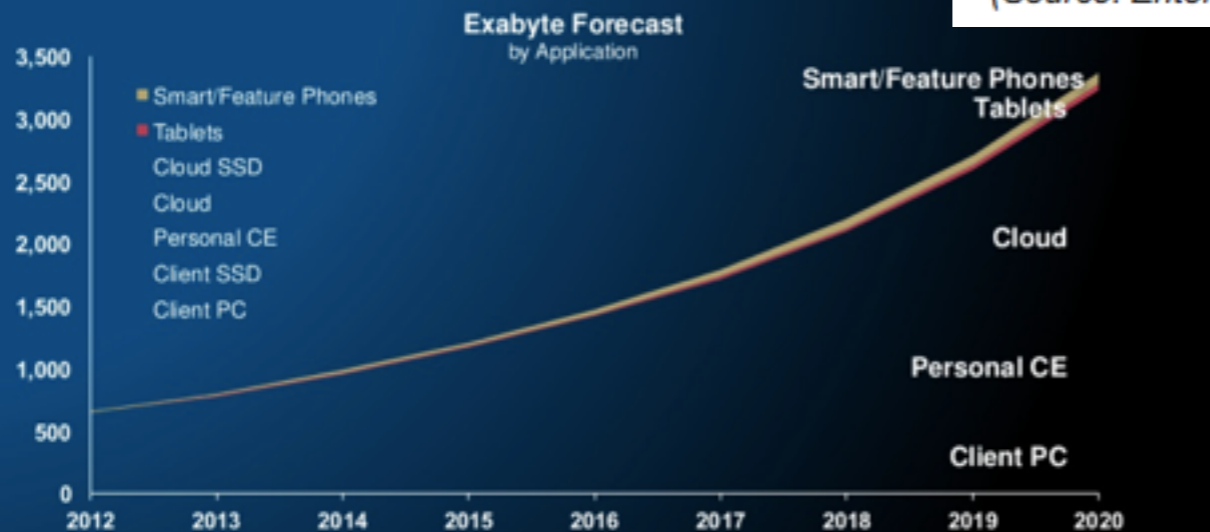 (Source: Enter
Exabyte Forecast
by Application
3,500
3,000
2,500
2,000
1,500
1,000
500
0
Smart/Feature Phones
Tablets
Cloud SSD
Cloud
Personal CE
Client SSD
Client PC
Smart/Feature Phones
Tablets
Cloud
Personal CE
Client PC
2012 2013 2014 2015 2016 2017 2018 2019 2020